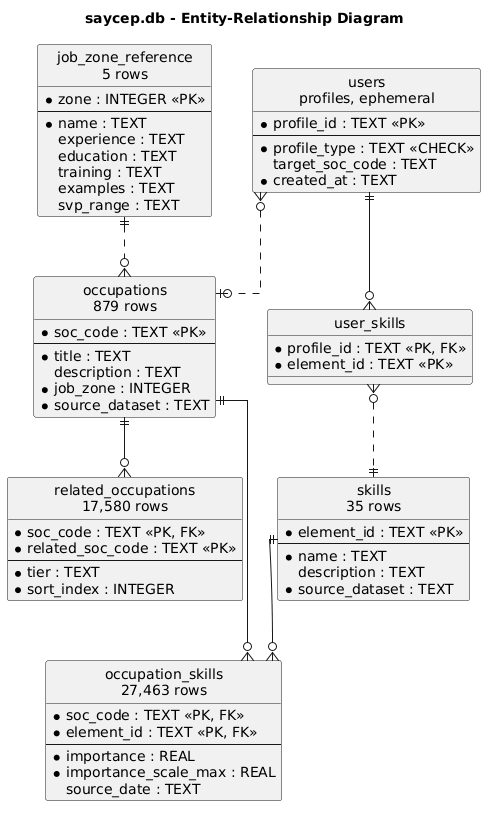 saycep.db - Entity-Relationship Diagram
job_zone_reference
5 rows
zone : INTEGER «PK»
name : TEXT
experience : TEXT
education : TEXT
training : TEXT
examples : TEXT
svp_range : TEXT
users
profiles, ephemeral
profile_id : TEXT «PK»
profile_type : TEXT «CHECK»
target_soc_code : TEXT
created_at : TEXT
occupations
879 rows
soc_code : TEXT «PK»
title : TEXT
description : TEXT
job_zone : INTEGER
source_dataset : TEXT
user_skills
profile_id : TEXT «PK, FK»
element_id : TEXT «PK»
related_occupations
17,580 rows
soc_code : TEXT «PK, FK»
related_soc_code : TEXT «PK»
tier : TEXT
sort_index : INTEGER
skills
35 rows
element_id : TEXT «PK»
name : TEXT
description : TEXT
source_dataset : TEXT
occupation_skills
27,463 rows
soc_code : TEXT «PK, FK»
element_id : TEXT «PK, FK»
importance : REAL
importance_scale_max : REAL
source_date : TEXT